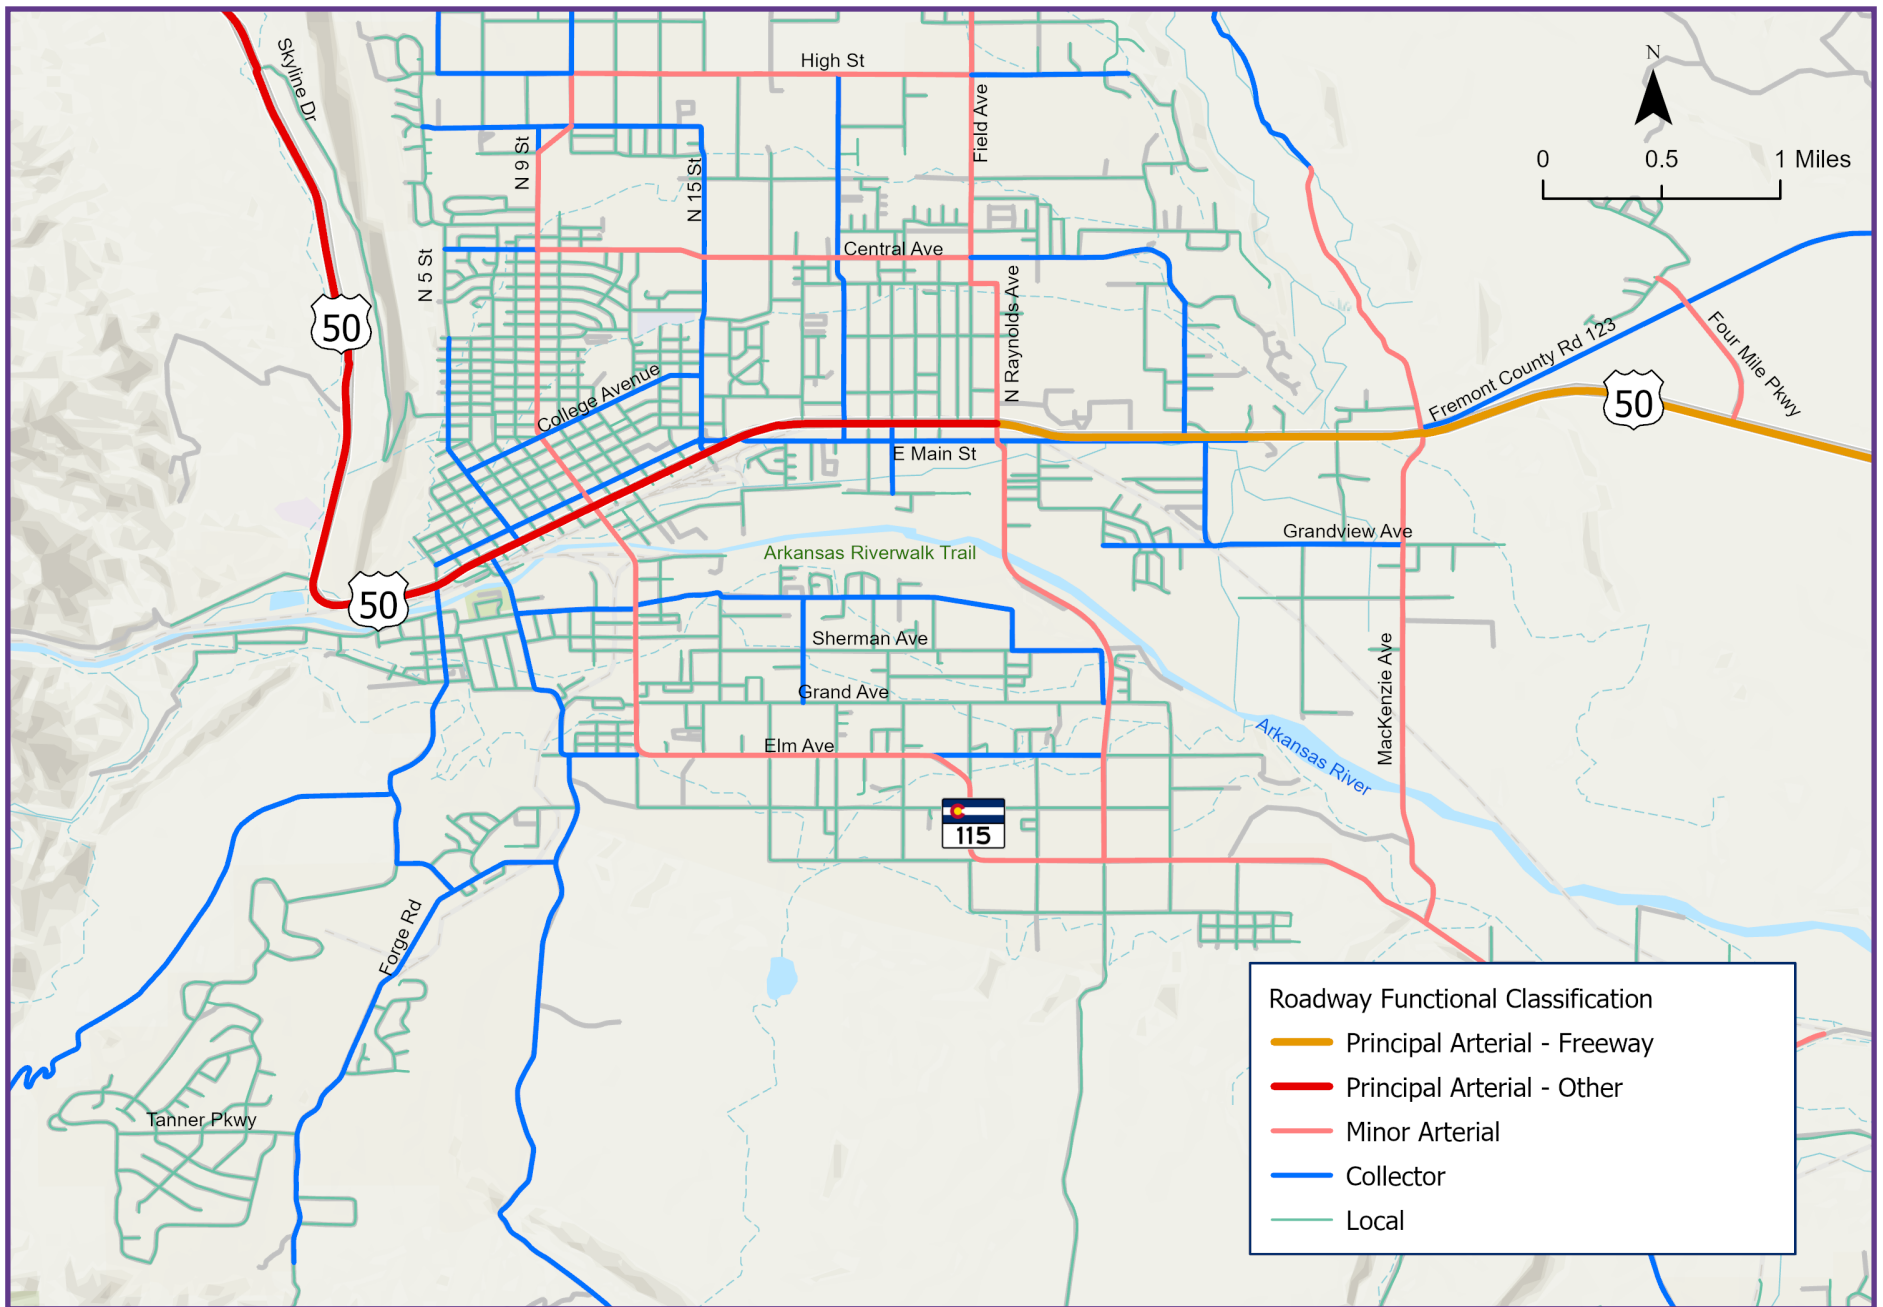 Skyline Dr
High St
N
Field Ave
0 0.5 1 Miles
N 9 St
N 15 St
N 5 St
Central Ave
N Raynolds Ave
50
Fremont County Rd 123
Four Mile Pkwy
50
College Avenue
E Main St
Grandview Ave
Arkansas Riverwalk Trail
50
Sherman Ave
MacKenzie Ave
Grand Ave
Elm Ave
Arkansas River
115
Forge Rd
Tanner Pkwy
Roadway Functional Classification
Principal Arterial - Freeway
Principal Arterial - Other
Minor Arterial
Collector
Local